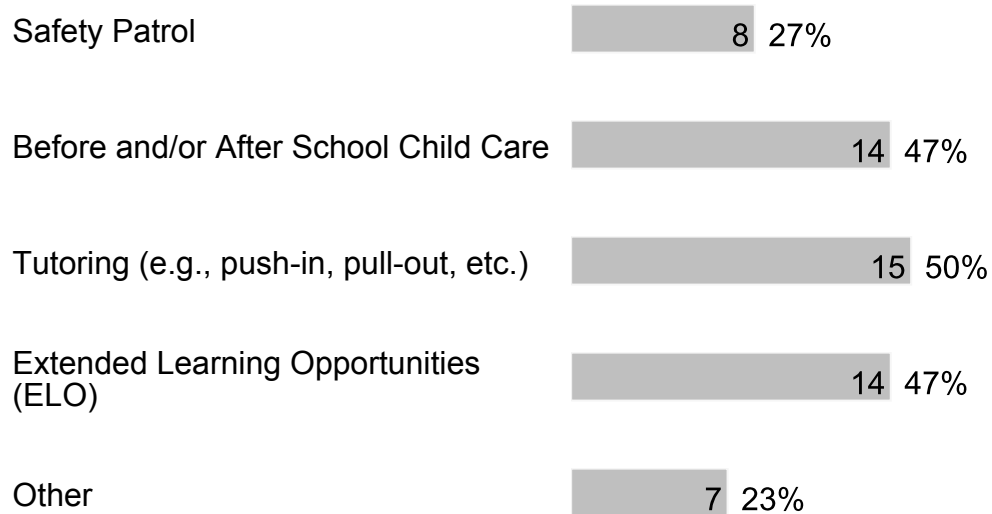 Safety Patrol 8 27%
Before and/or After School Child Care 14 47%
Tutoring (e.g., push-in, pull-out, etc.) 15 50%
Extended Learning Opportunities
(ELO) 14 47%
Other 7 23%